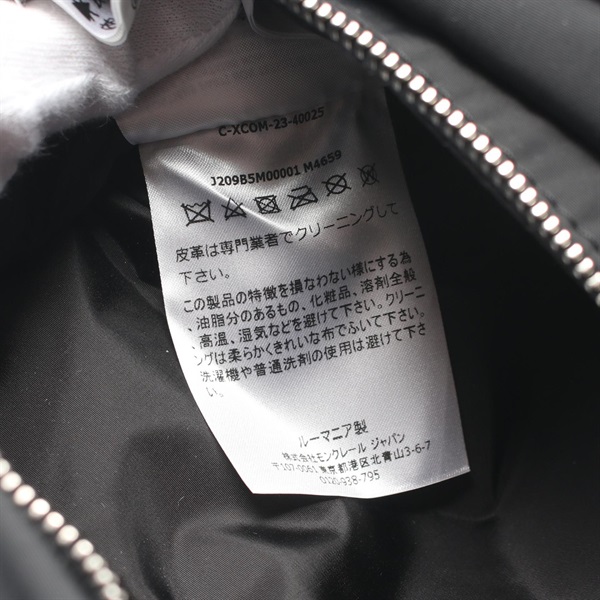 C-XCOM-23-40025
J209B5M00001 M4659
皮革は専門業者でクリーニングして
下さい。
この製品の特徴を損なわない様にする為
、油脂分のあるもの、化粧品、溶剤全般
、高温、湿気などを避けて下さい。クリーニ
ングは柔らかくきれいな布でふいて下さい。
洗濯機や普通洗剤の使用は避けて下さ
い。
ルーマニア製
株式会社モンクレール ジャパン
〒107-0061 東京都港区北青山3-6-7
0120-938-795